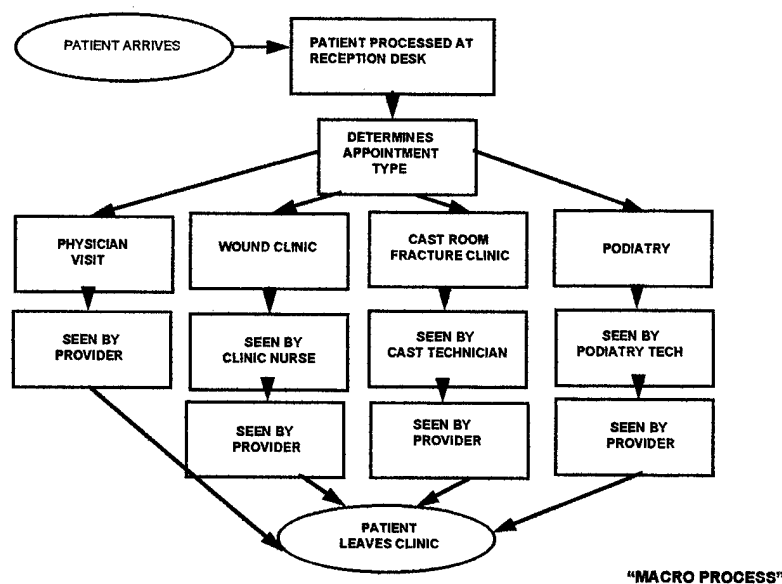 PATIENT ARRIVES
PATIENT PROCESSED AT
RECEPTION DESK
DETERMINES
APPOINTMENT
TYPE
PHYSICIAN
VISIT
WOUND CLINIC
CAST ROOM
FRACTURE CLINIC
PODIATRY
SEEN BY
PROVIDER
SEEN BY
CLINIC NURSE
SEEN BY
CAST TECHNICIAN
SEEN BY
PODIATRY TECH
SEEN BY
PROVIDER
SEEN BY
PROVIDER
SEEN BY
PROVIDER
PATIENT
LEAVES CLINIC
"MACRO PROCESS"